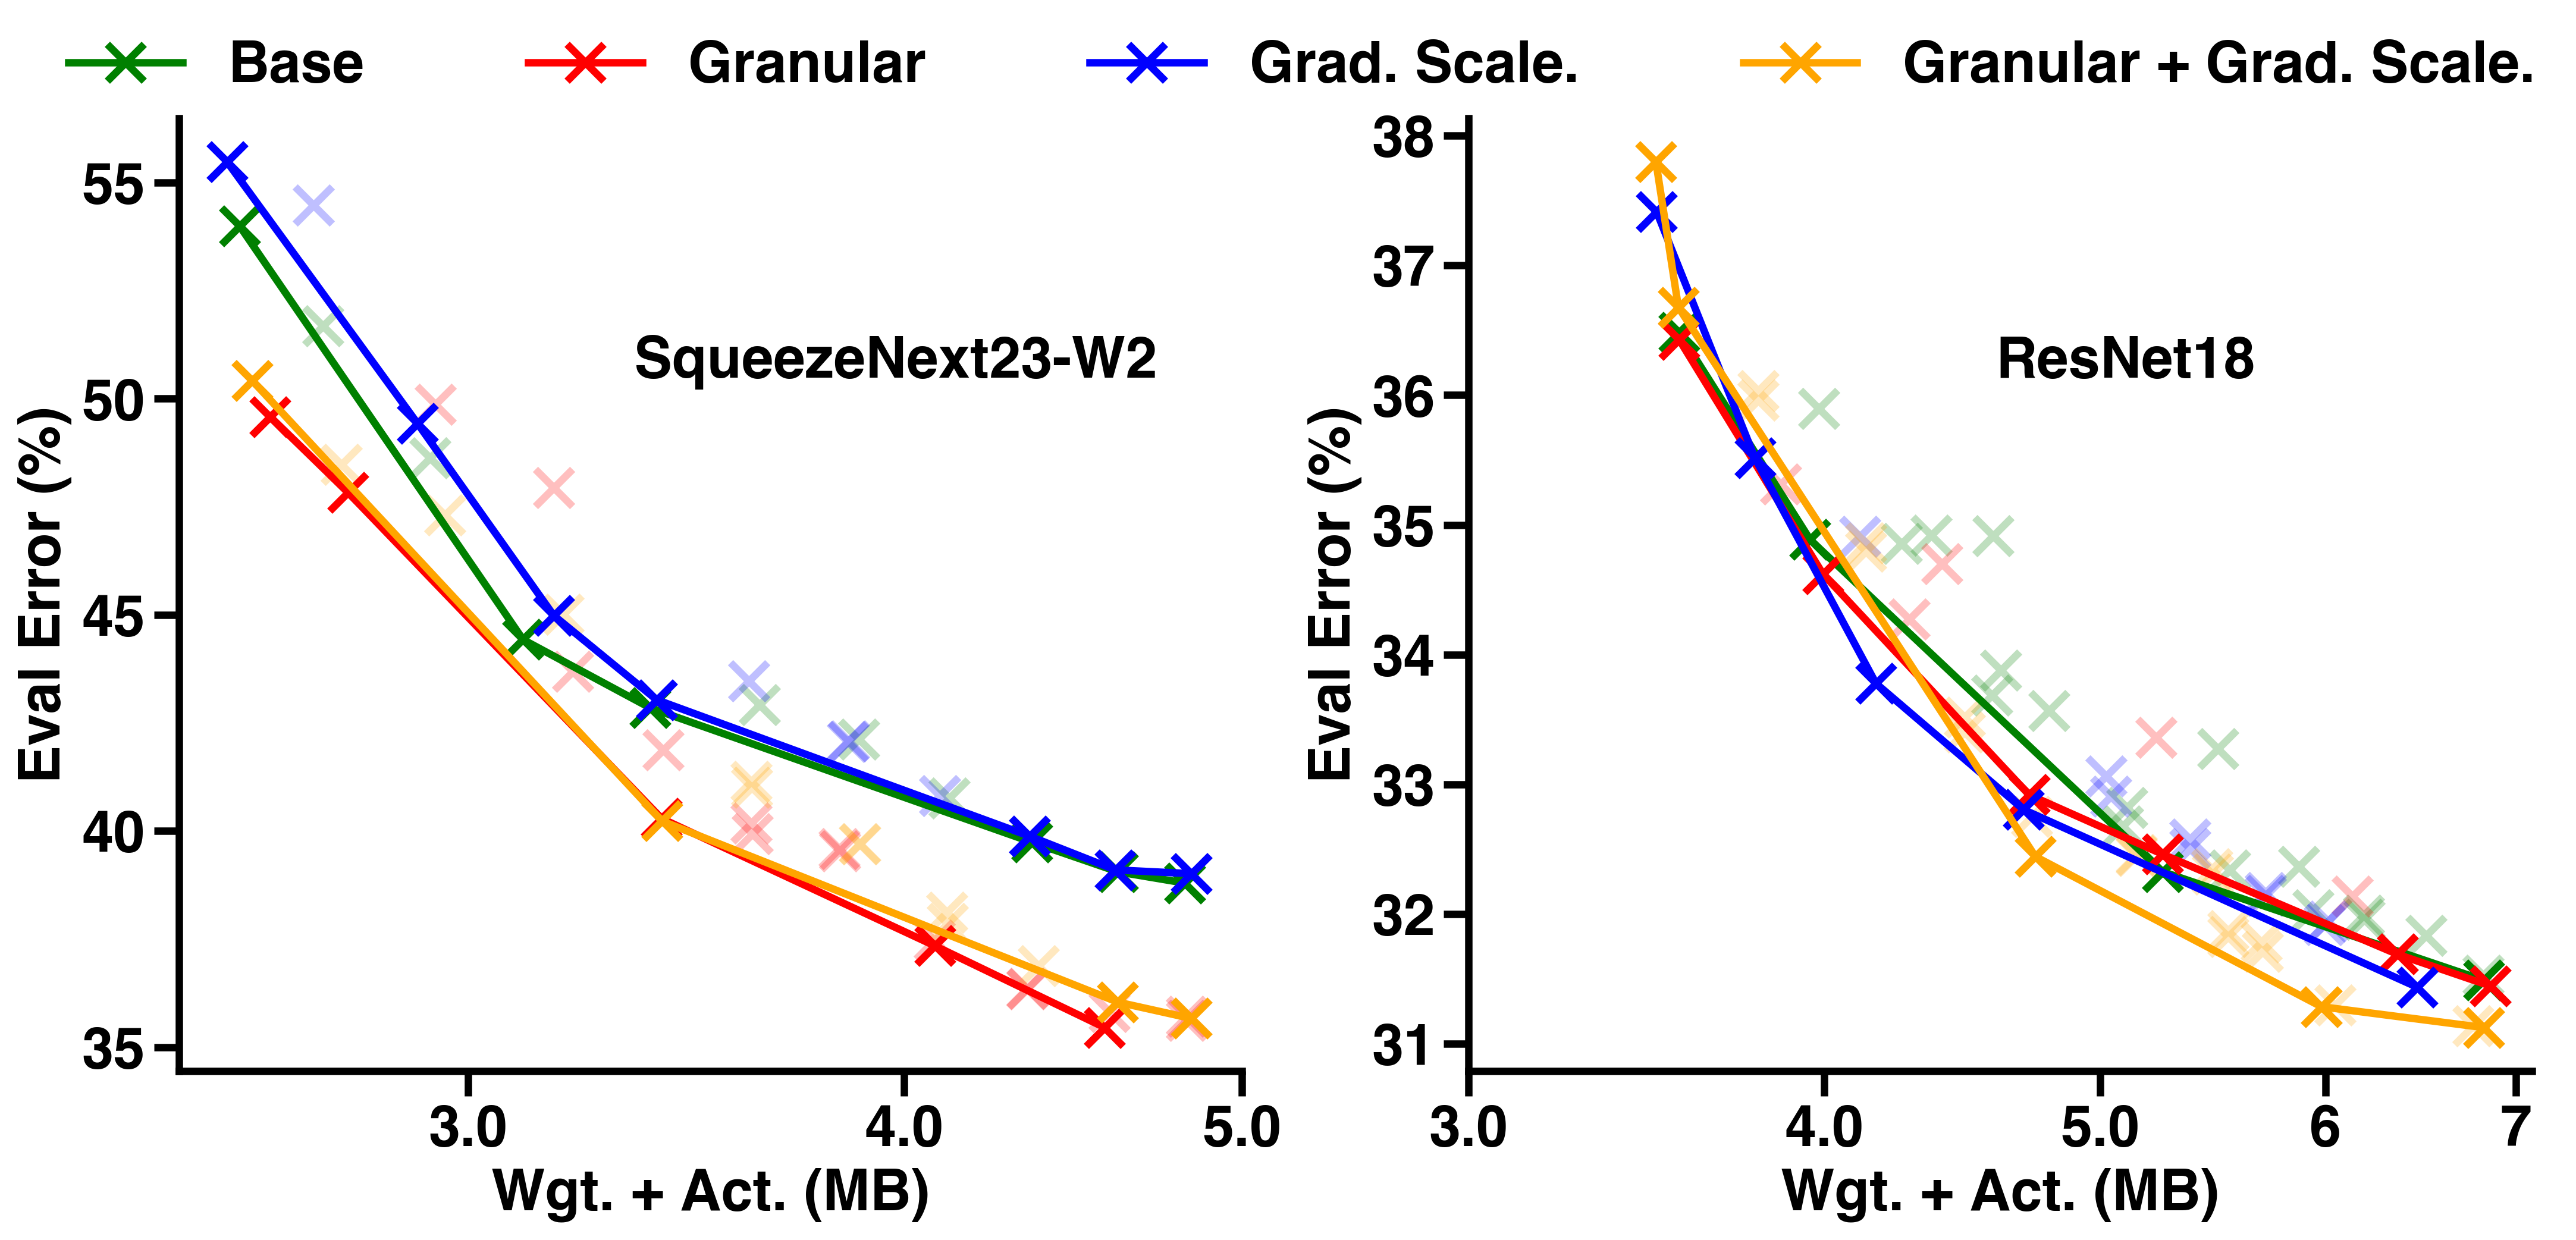 Base Granular Grad. Scale. Granular + Grad. Scale.
SqueezeNext23-W2
Eval Error (%)
55
50
45
40
35
3.0 4.0 5.0
Wgt. + Act. (MB)
ResNet18
Eval Error (%)
38
37
36
35
34
33
32
31
3.0 4.0 5.0 6 7
Wgt. + Act. (MB)